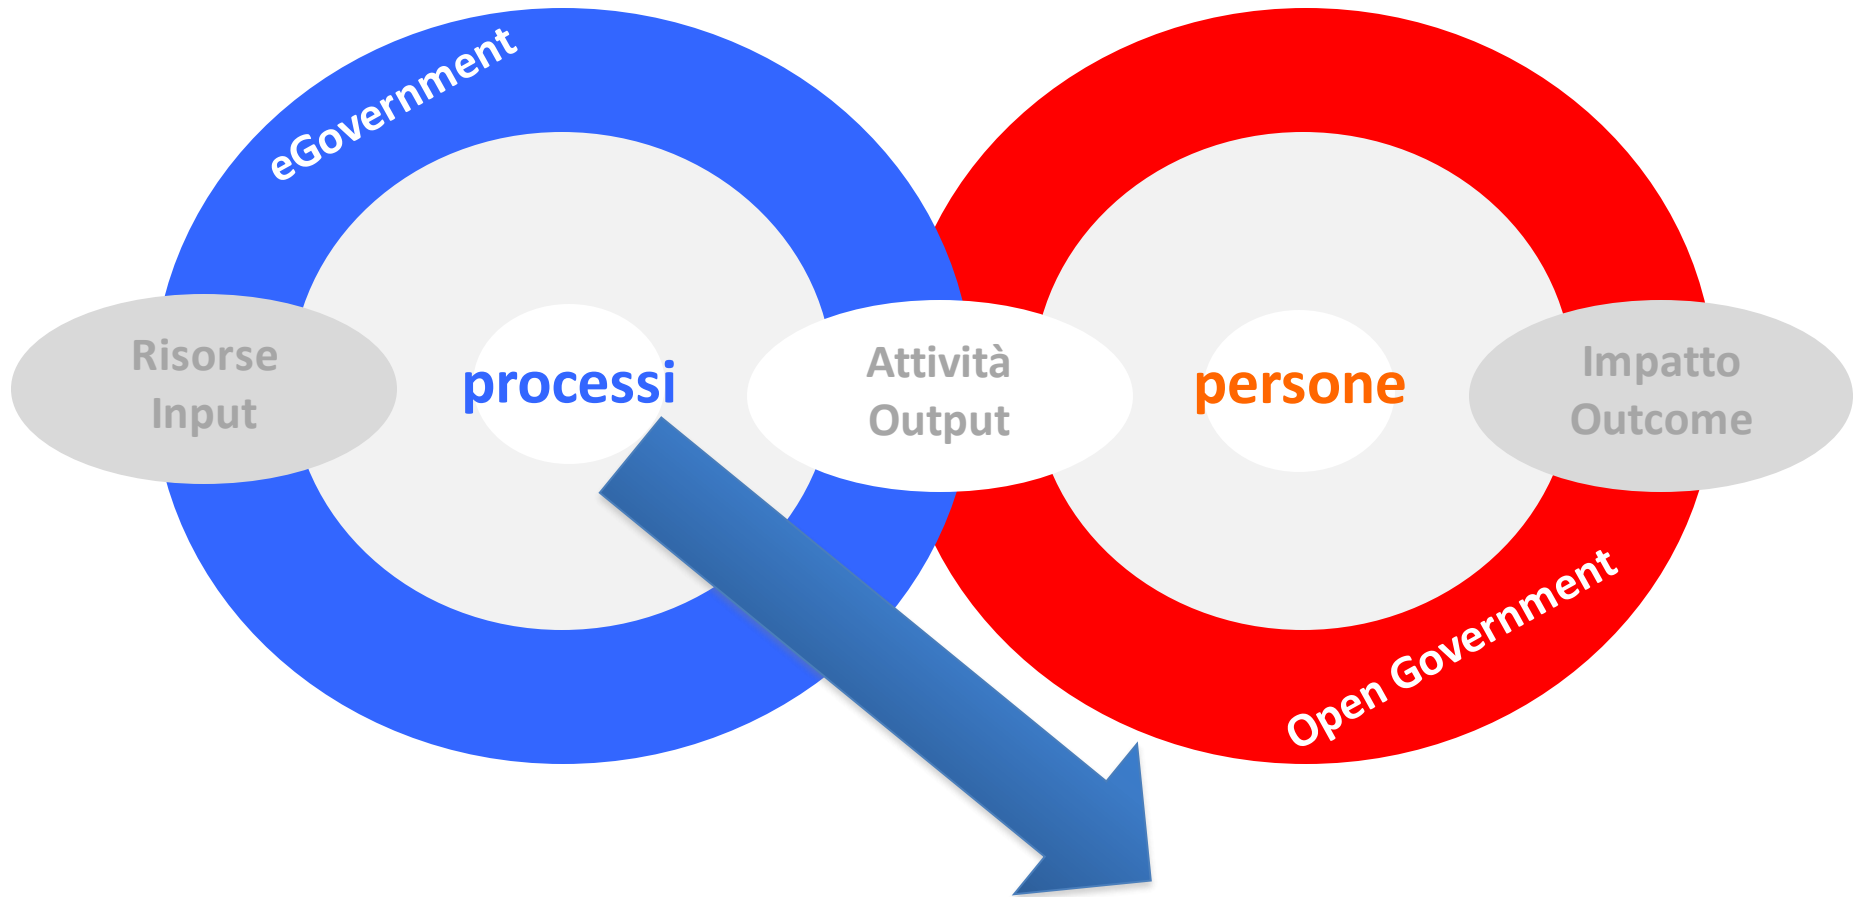 eGovernment
Risorse
Input
processi
Attività
Output
persone
Impatto
Outcome
Open Government